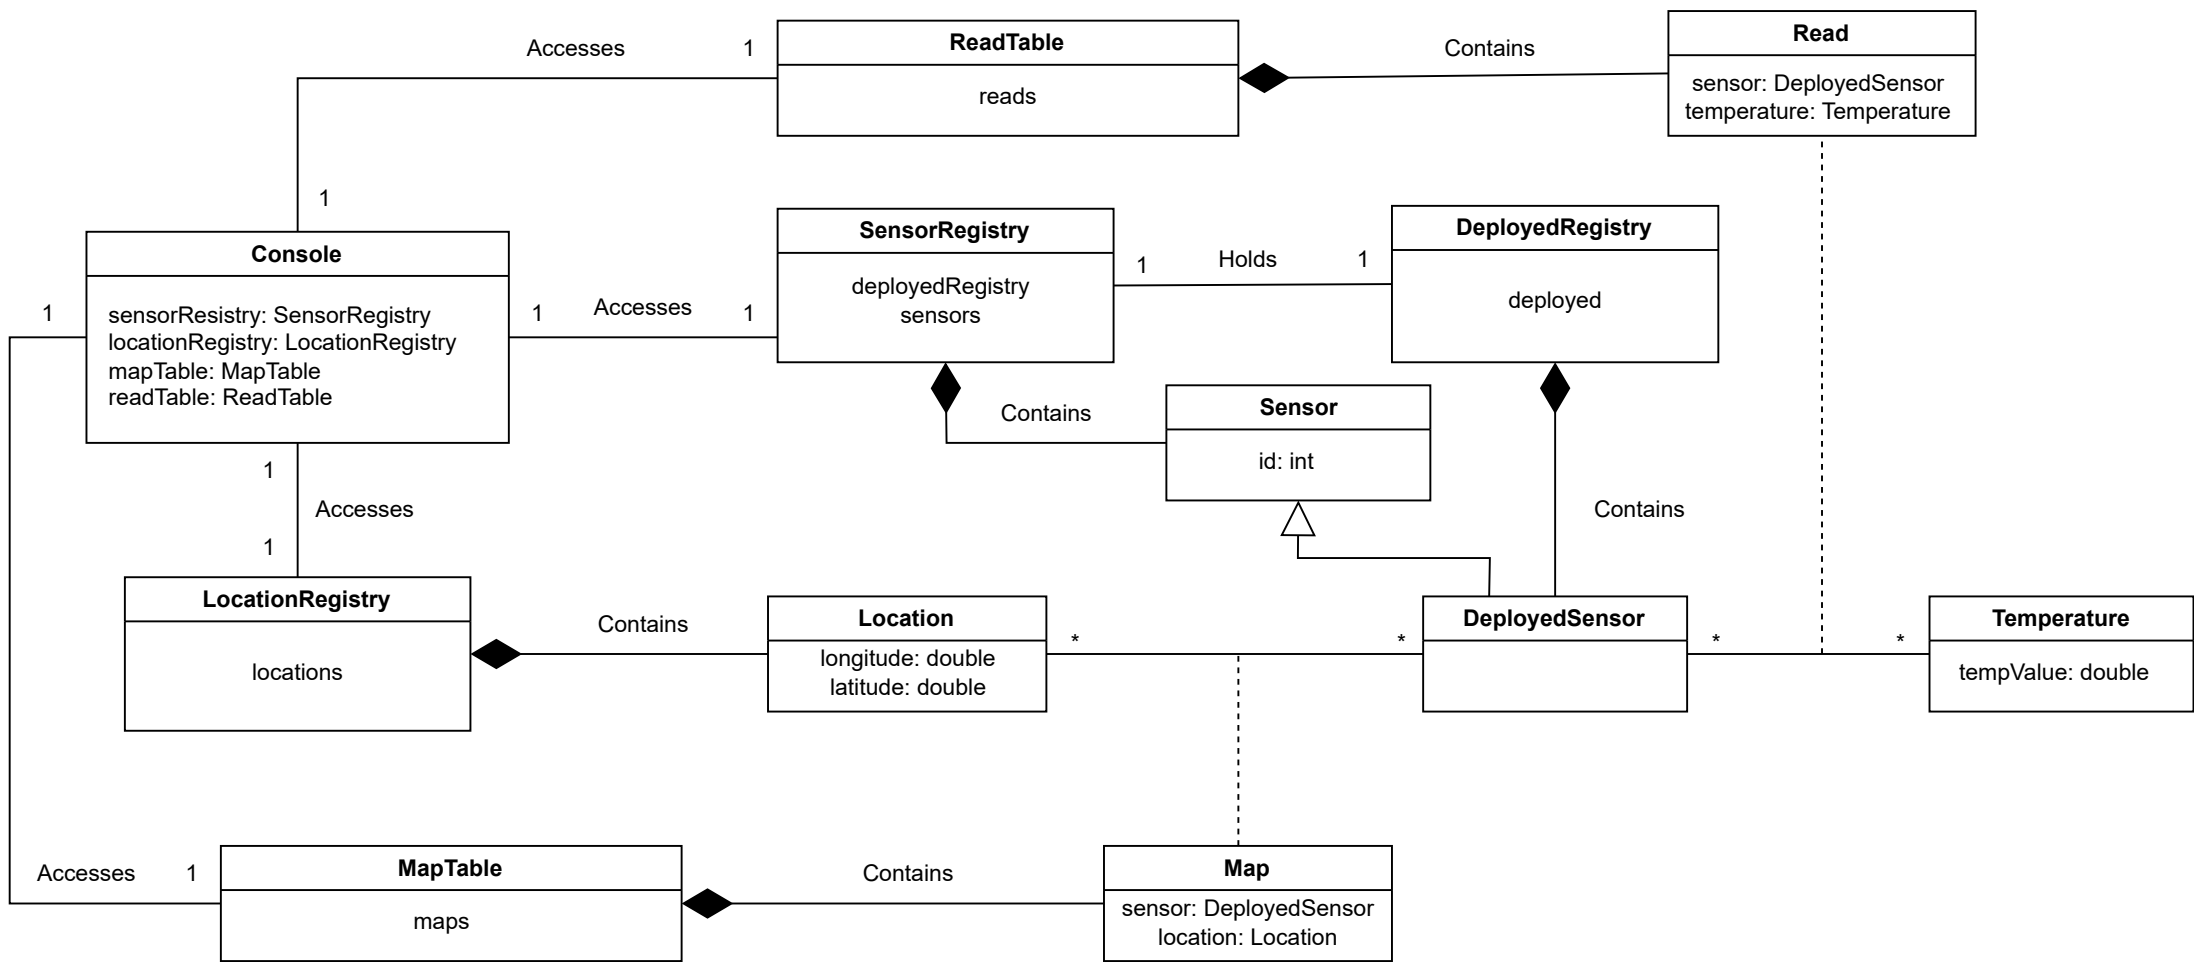 Accesses
1
ReadTable
reads
Contains
Read
sensor: DeployedSensor
temperature: Temperature
1
Console
sensorResistry: SensorRegistry
locationRegistry: LocationRegistry
mapTable: MapTable
readTable: ReadTable
1
1
Accesses
1
SensorRegistry
deployedRegistry
sensors
1
Holds
1
DeployedRegistry
deployed
Contains
Sensor
id: int
Contains
1
Accesses
1
LocationRegistry
locations
Contains
Location
longitude: double
latitude: double
*
*
DeployedSensor
*
*
Temperature
tempValue: double
Accesses
1
MapTable
maps
Contains
Map
sensor: DeployedSensor
location: Location